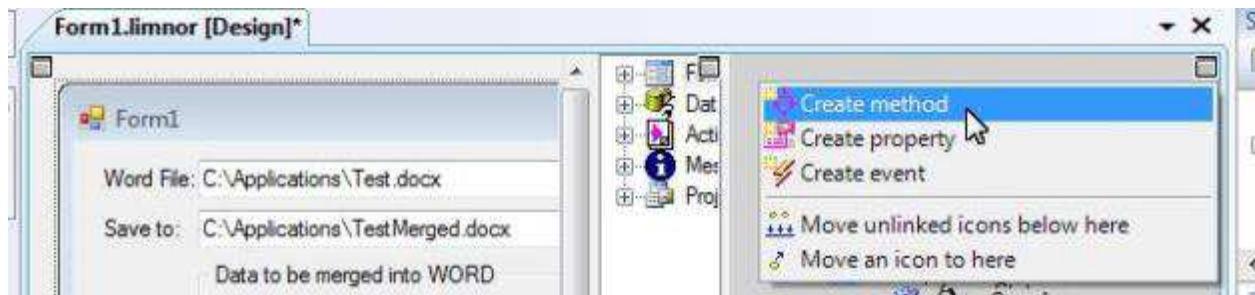 Form1.limnor [Design]*
Form1
Word File: C:\Applications\Test.docx
Save to: C:\Applications\TestMerged.docx
Data to be merged into WORD
F
Dat
Acti
Mes
Proj
Create method
Create property
Create event
Move unlinked icons below here
Move an icon to here